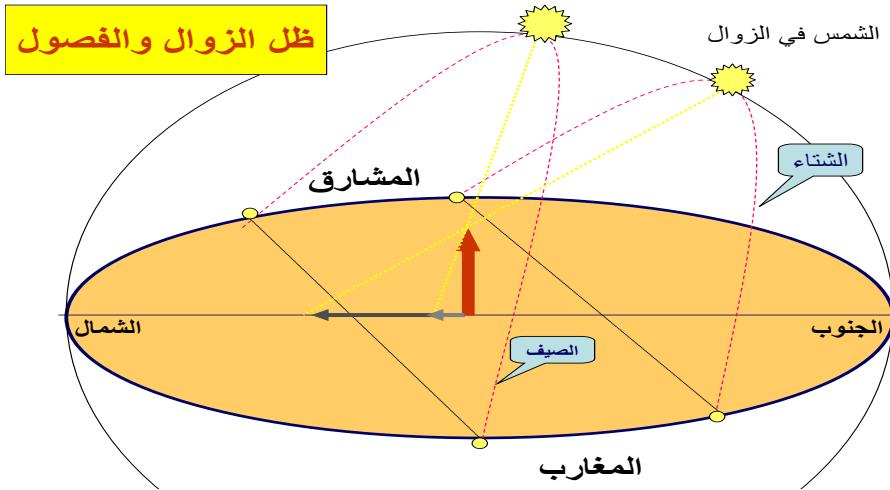 ظل الزوال والفصول
الشمس في الزوال
الشتاء
المشارق
الشمال
الجنوب
الصيف
المغارب